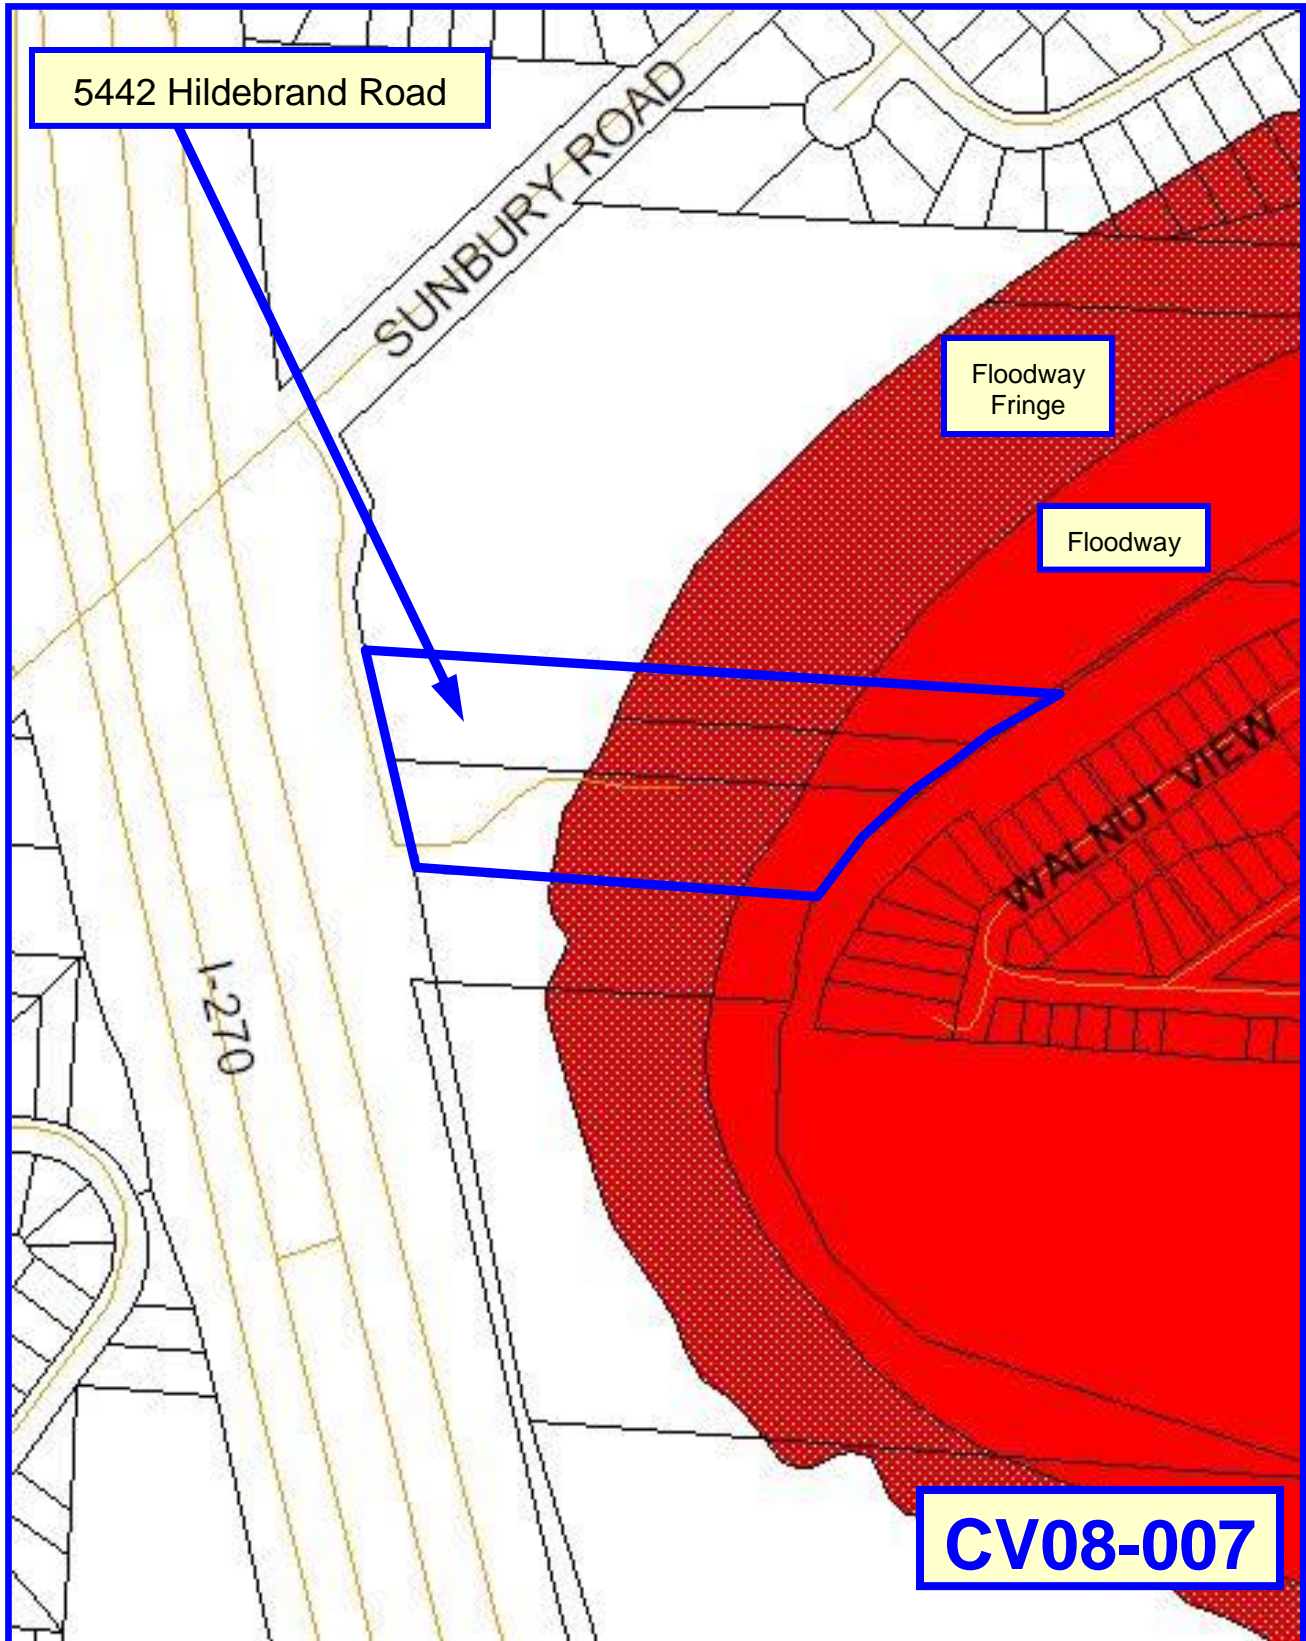 5442 Hildebrand Road
SUNBURY ROAD
Floodway
Fringe
Floodway
WALNUT VIEW
I-270
CV08-007